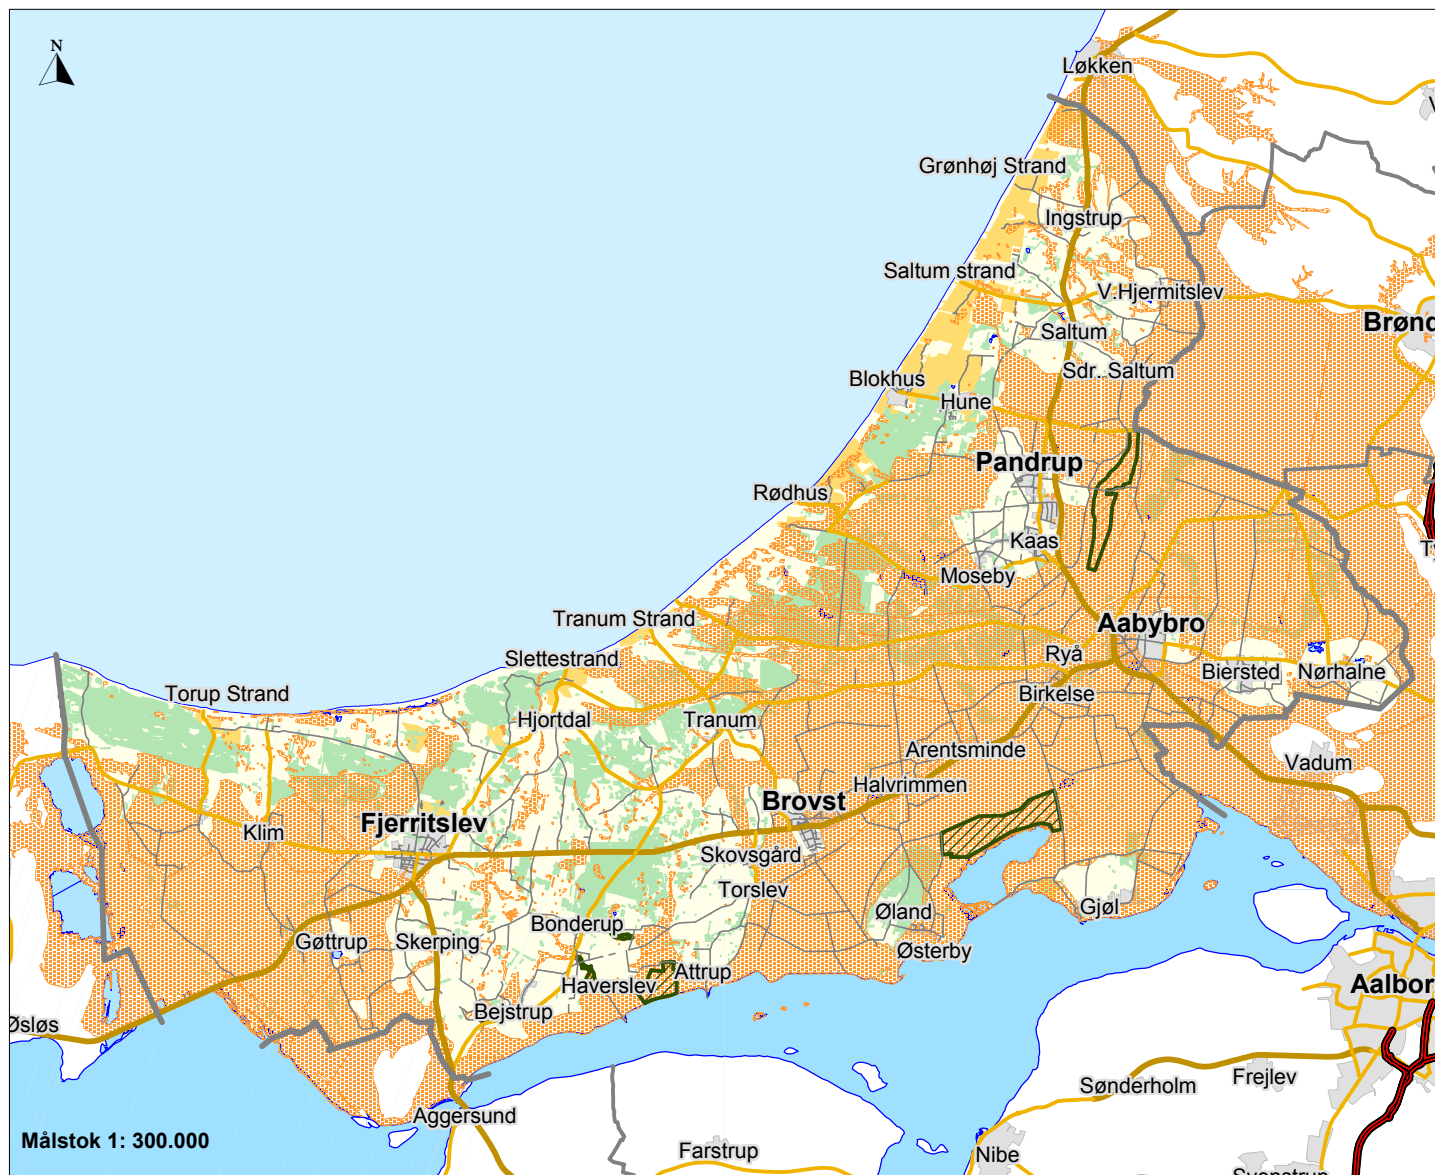 N
Løkken
Grønhøj Strand
Ingstrup
Saltum strand
V.Hjermitslev
Brønd
Saltum
Sdr. Saltum
Blokhus
Hune
Pandrup
Rødhus
Kaas
Moseby
Tranum Strand
Aabybro
Slettestrand
Ryå
Biersted
Nørhalne
Torup Strand
Birkelse
Hjortdal
Tranum
Arentsminde
Vadum
Halvrimmen
Brovst
Fjerritslev
Klim
Skovsgård
Torslev
Øland
Gjøl
Bonderup
Gøttrup
Skerping
Østerby
Attrup
Haverslev
Aalbor
Bejstrup
Øsløs
Frejlev
Sønderholm
Aggersund
Målstok 1: 300.000
Farstrup
Nibe